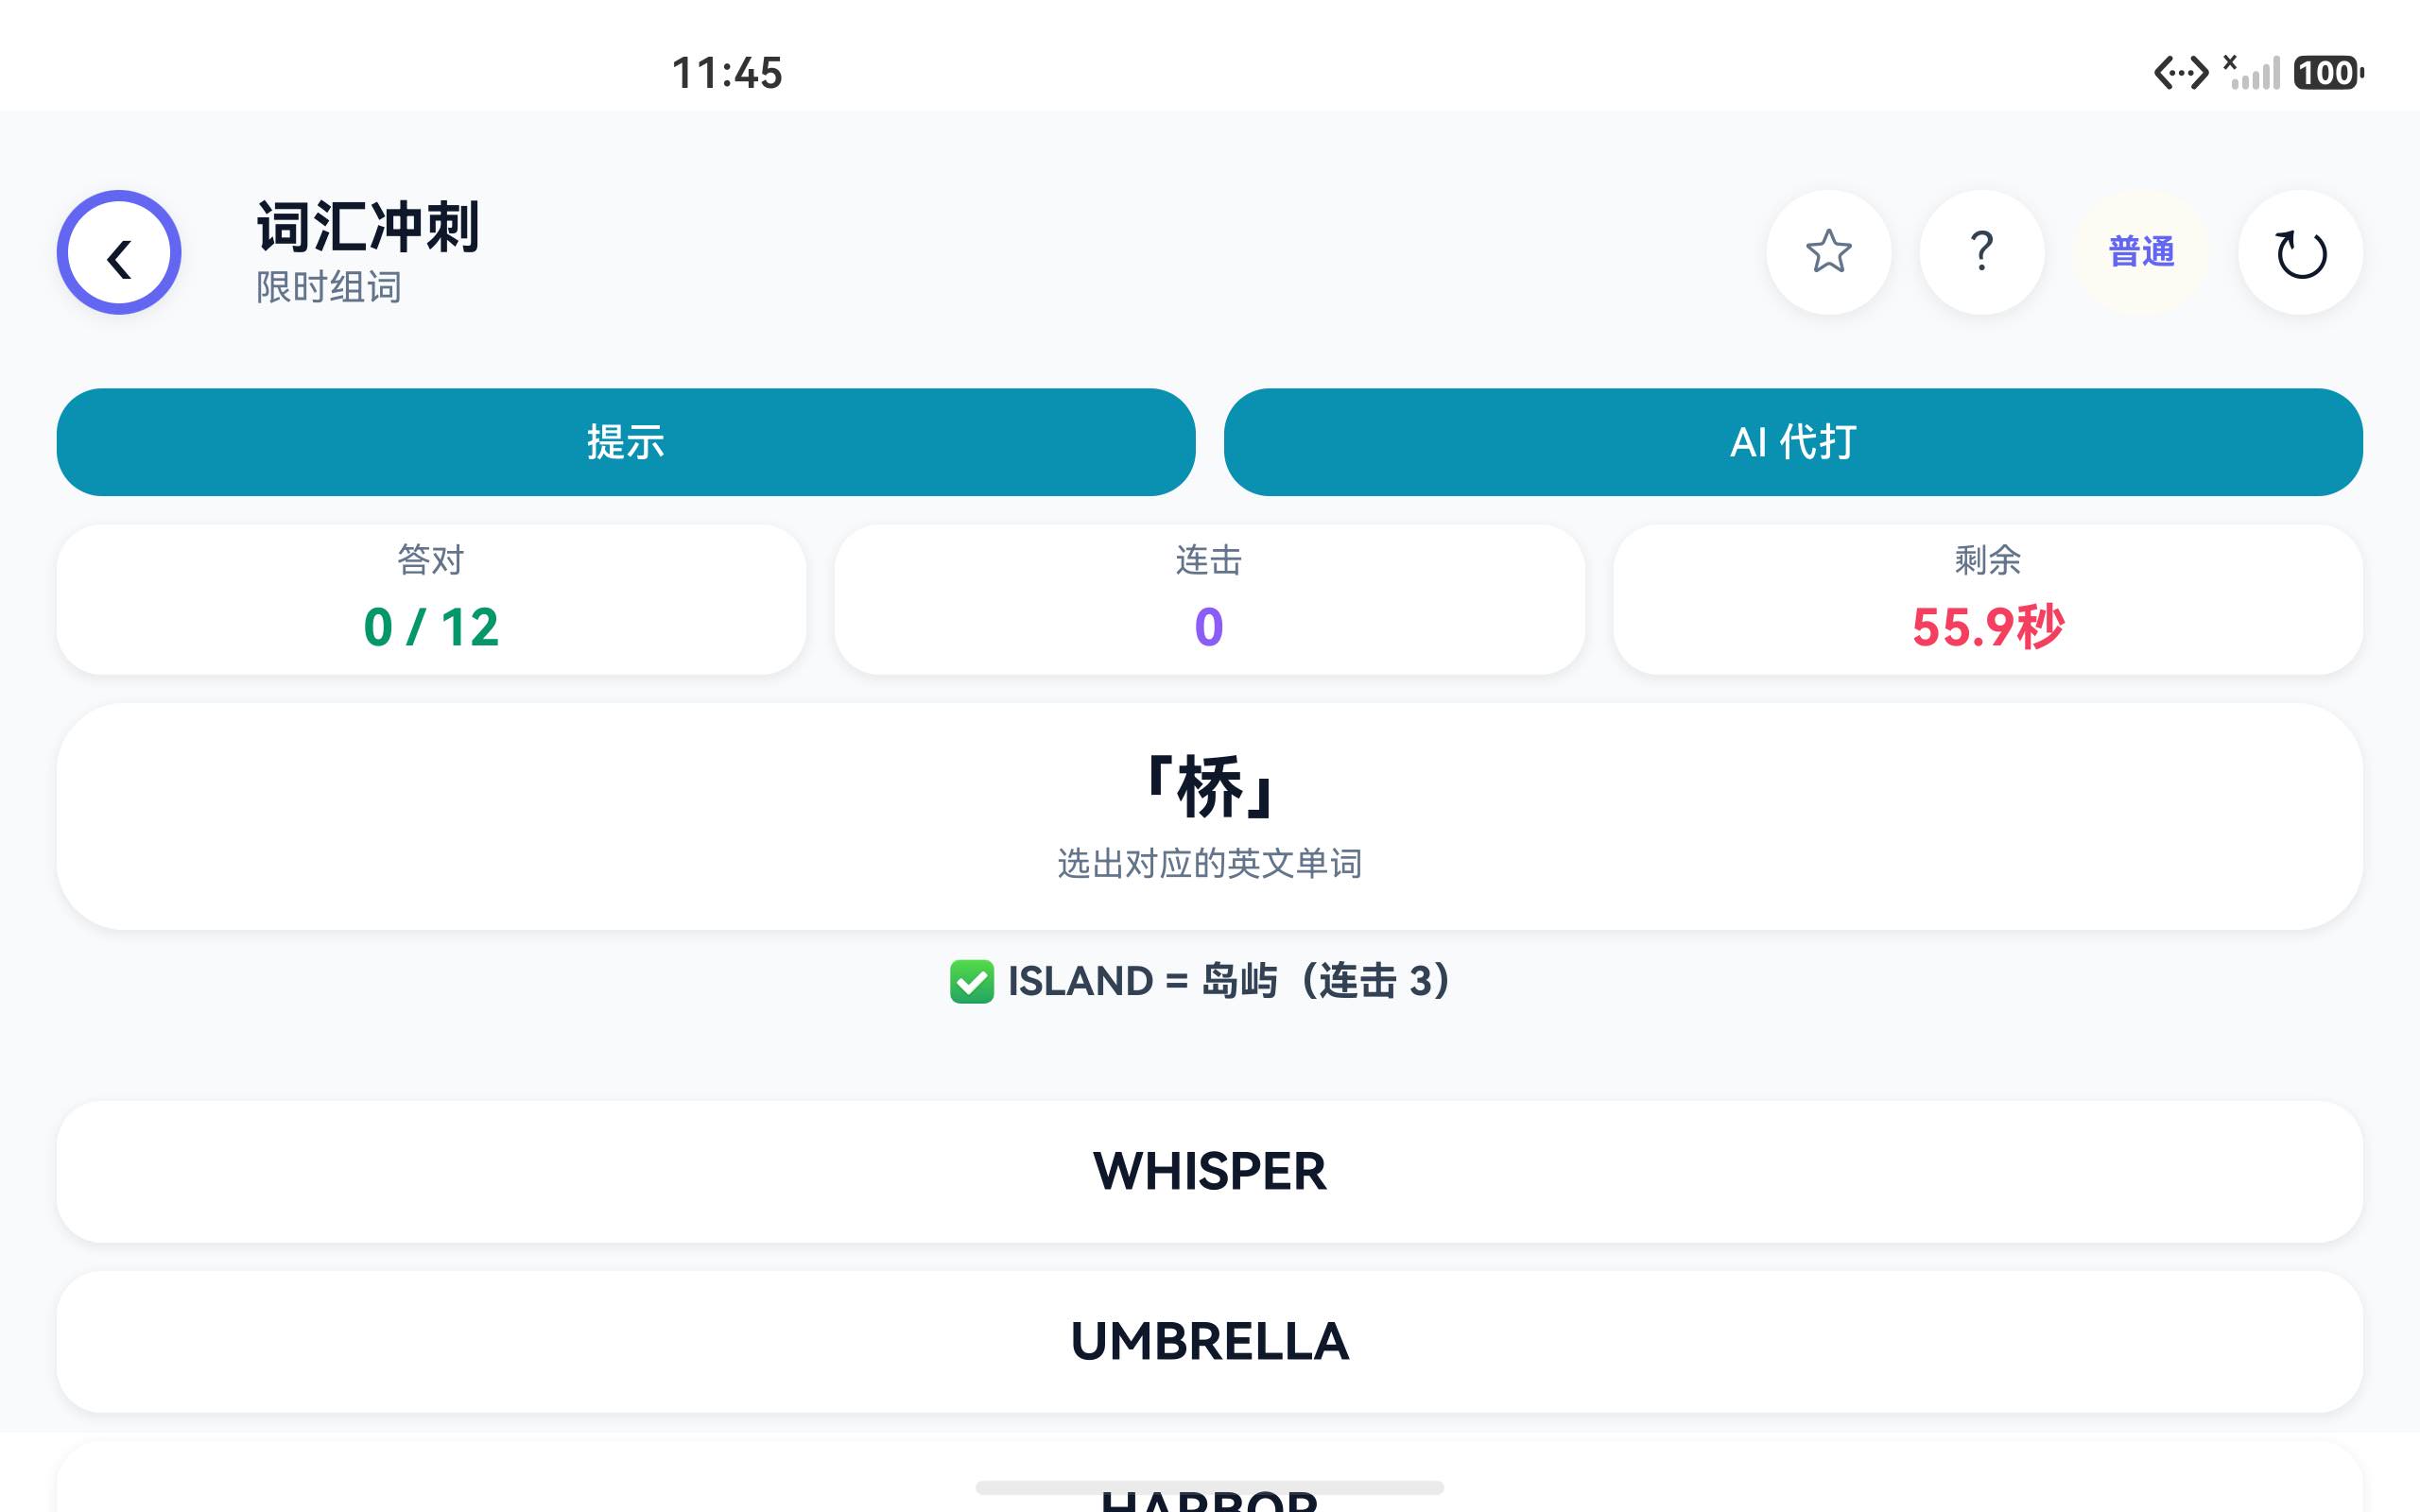 11:45
100
词汇冲刺
限时组词
?
普通
提示
AI 代打
答对
0 / 12
连击
0
剩余
55.9秒
「桥」
选出对应的英文单词
ISLAND = 岛屿（连击 3）
WHISPER
UMBRELLA
HARBOR